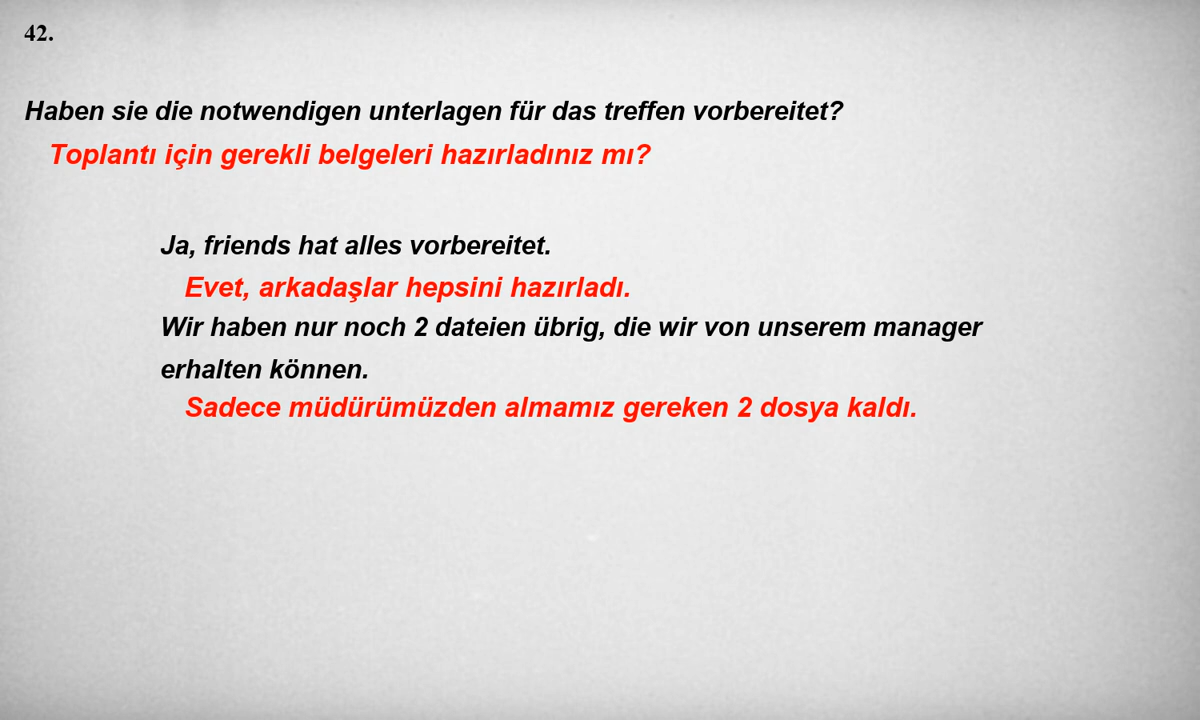 42.
Haben sie die notwendigen unterlagen für das treffen vorbereitet?
Toplantı için gerekli belgeleri hazırladınız mı?
Ja, friends hat alles vorbereitet.
Evet, arkadaşlar hepsini hazırladı.
Wir haben nur noch 2 dateien übrig, die wir von unserem manager
erhalten können.
Sadece müdürümüzden almamız gereken 2 dosya kaldı.